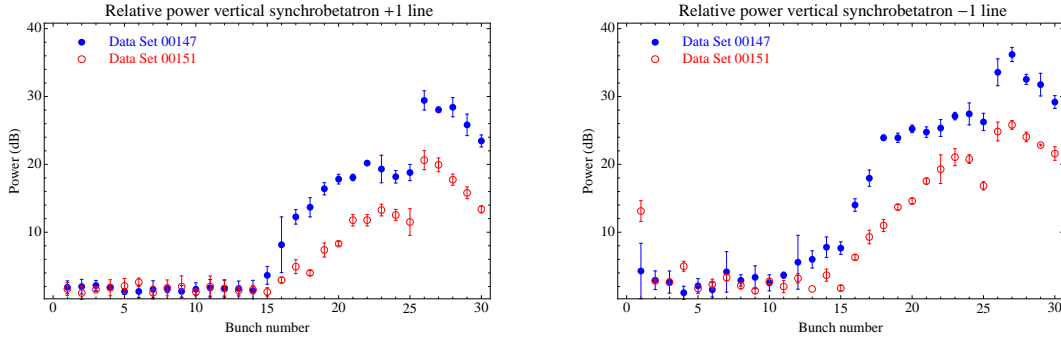 Relative power vertical synchrobetatron +1 line
40
30
20
10
Power (dB)
Data Set 00147
Data Set 00151
0 5 10 15 20 25 30
Bunch number
Relative power vertical synchrobetatron −1 line
40
30
20
10
Power (dB)
Data Set 00147
Data Set 00151
0 5 10 15 20 25 30
Bunch number